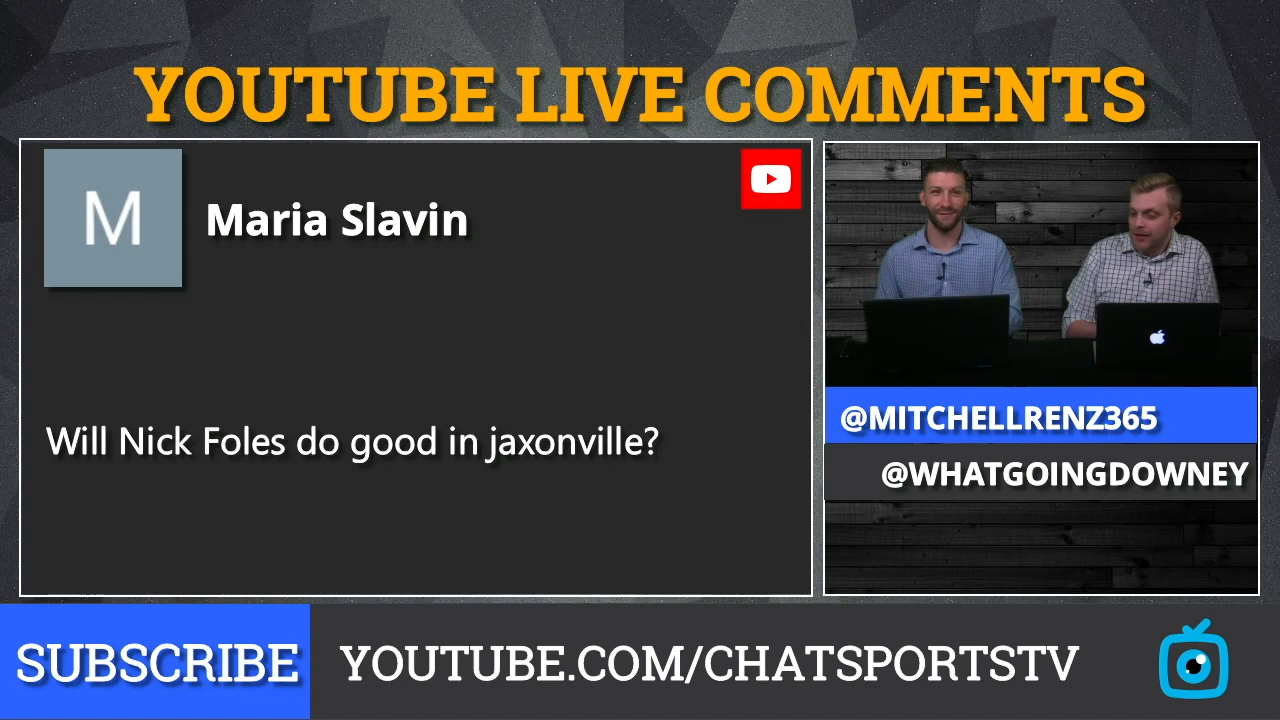 YOUTUBE LIVE COMMENTS
M
Maria Slavin
Will Nick Foles do good in jaxonville?
@MITCHELLRENZ365
@WHATGOINGDOWNEY
SUBSCRIBE
YOUTUBE.COM/CHATSPORTSTV